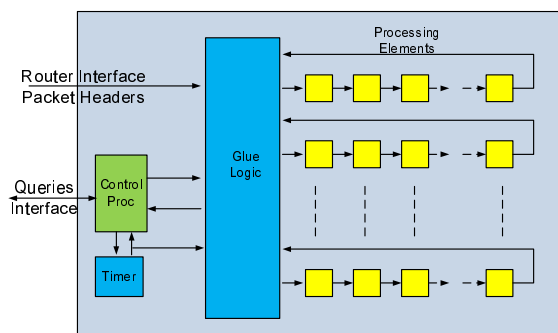 Processing
Elements
Router Interface
Packet Headers
Glue
Logic
Control
Proc
Queries
Interface
Timer